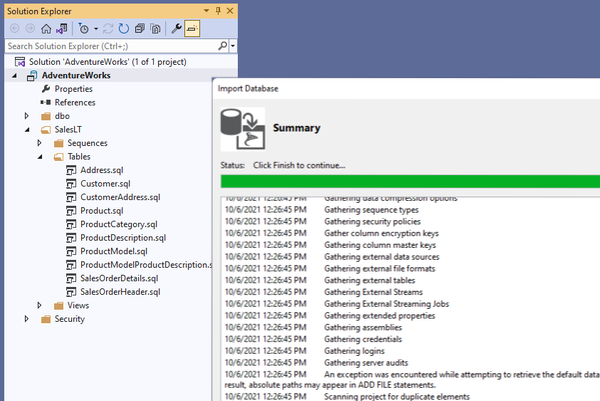 Solution Explorer
Search Solution Explorer (Ctrl+;)
Solution 'AdventureWorks' (1 of 1 project)
AdventureWorks
Properties
References
dbo
SalesLT
Sequences
Tables
Address.sql
Customer.sql
CustomerAddress.sql
Product.sql
ProductCategory.sql
ProductDescription.sql
ProductModel.sql
ProductModelProductDescription.s
SalesOrderDetails.sql
SalesOrderHeader.sql
Views
Security
Import Database
Summary
Status: Click Finish to continue...
10/6/2021 12:26:45 PM Gathering data compression options
10/6/2021 12:26:45 PM Gathering sequence types
10/6/2021 12:26:45 PM Gathering security policies
10/6/2021 12:26:45 PM Gather column encryption keys
10/6/2021 12:26:45 PM Gathering column master keys
10/6/2021 12:26:45 PM Gathering external data sources
10/6/2021 12:26:45 PM Gathering external file formats
10/6/2021 12:26:45 PM Gathering external tables
10/6/2021 12:26:45 PM Gathering External Streams
10/6/2021 12:26:45 PM Gathering External Streaming Jobs
10/6/2021 12:26:45 PM Gathering extended properties
10/6/2021 12:26:45 PM Gathering assemblies
10/6/2021 12:26:45 PM Gathering credentials
10/6/2021 12:26:45 PM Gathering logins
10/6/2021 12:26:45 PM Gathering server audits
10/6/2021 12:26:45 PM An exception was encountered while attempting to retrieve the default data
result, absolute paths may appear in ADD FILE statements.
10/6/2021 12:26:45 PM Scanning project for duplicate elements